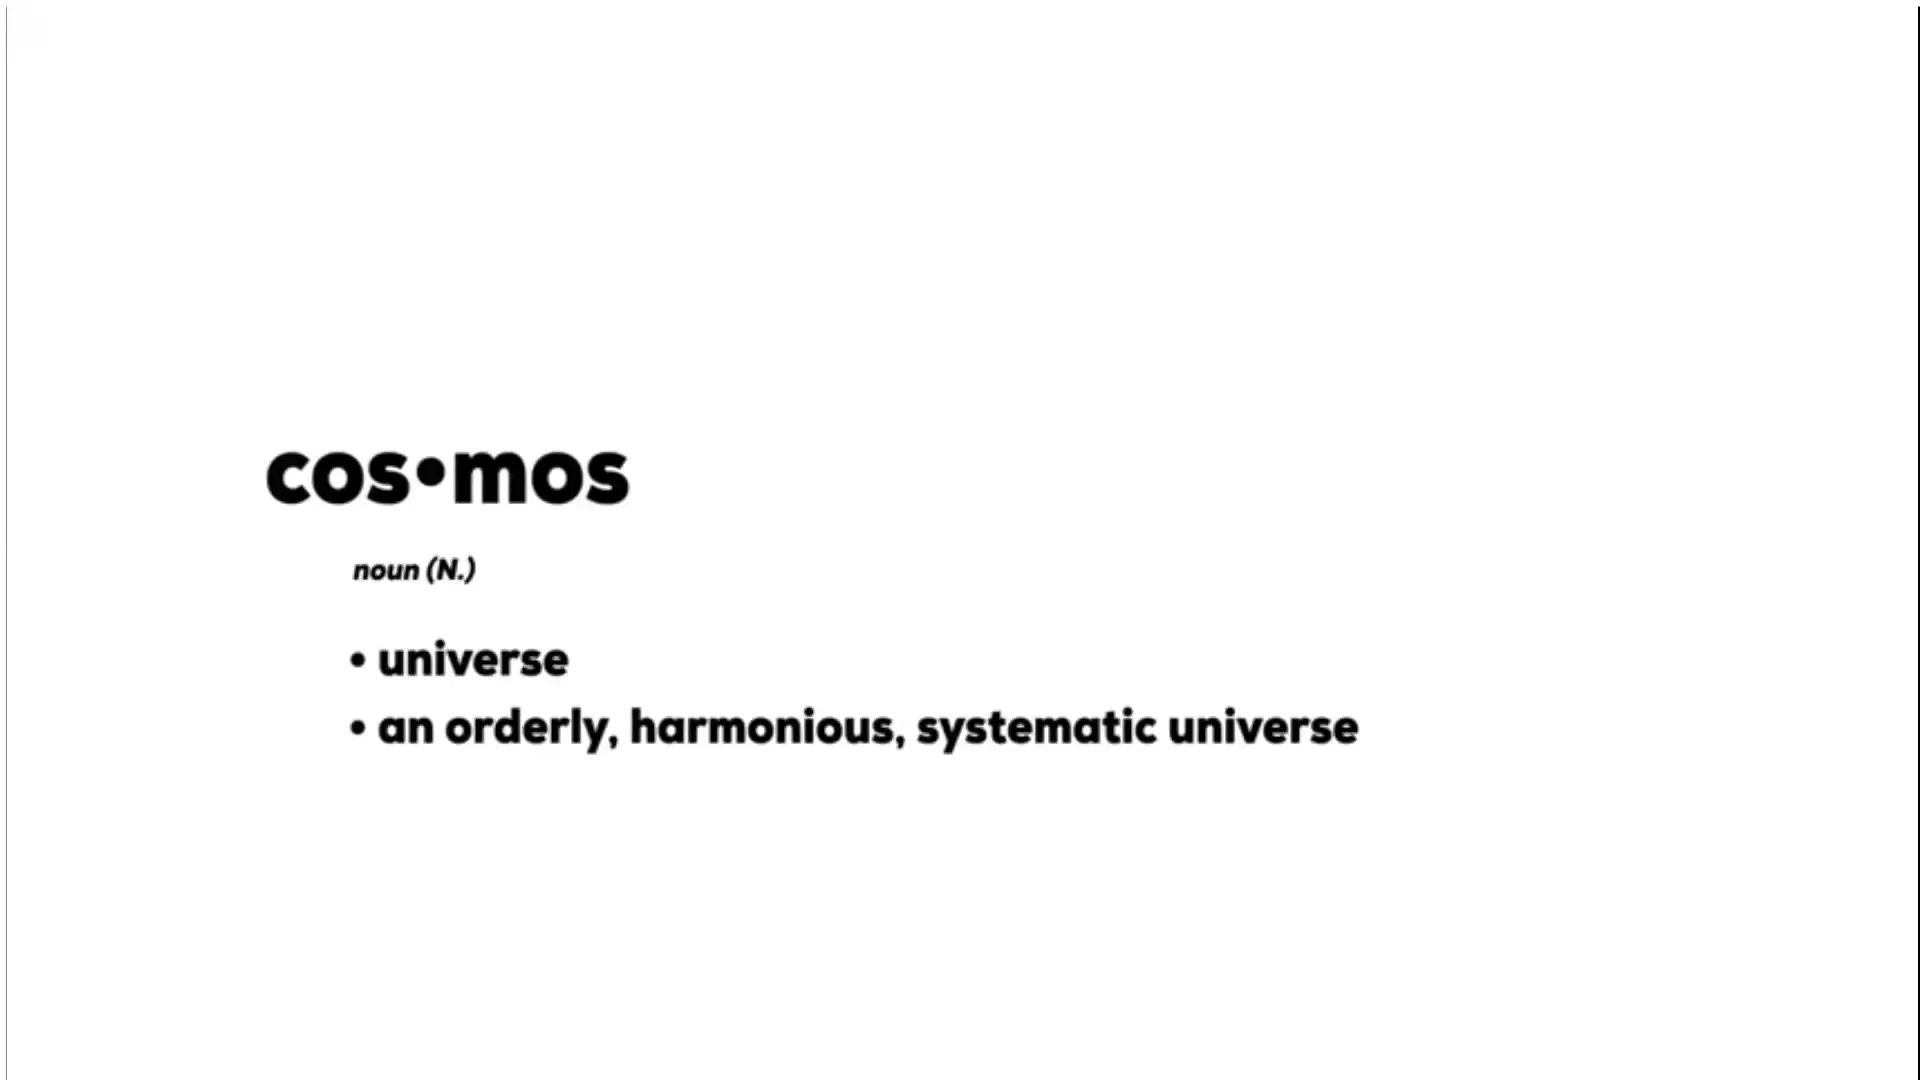 cos•mos
noun (N.)
• universe
• an orderly, harmonious, systematic universe